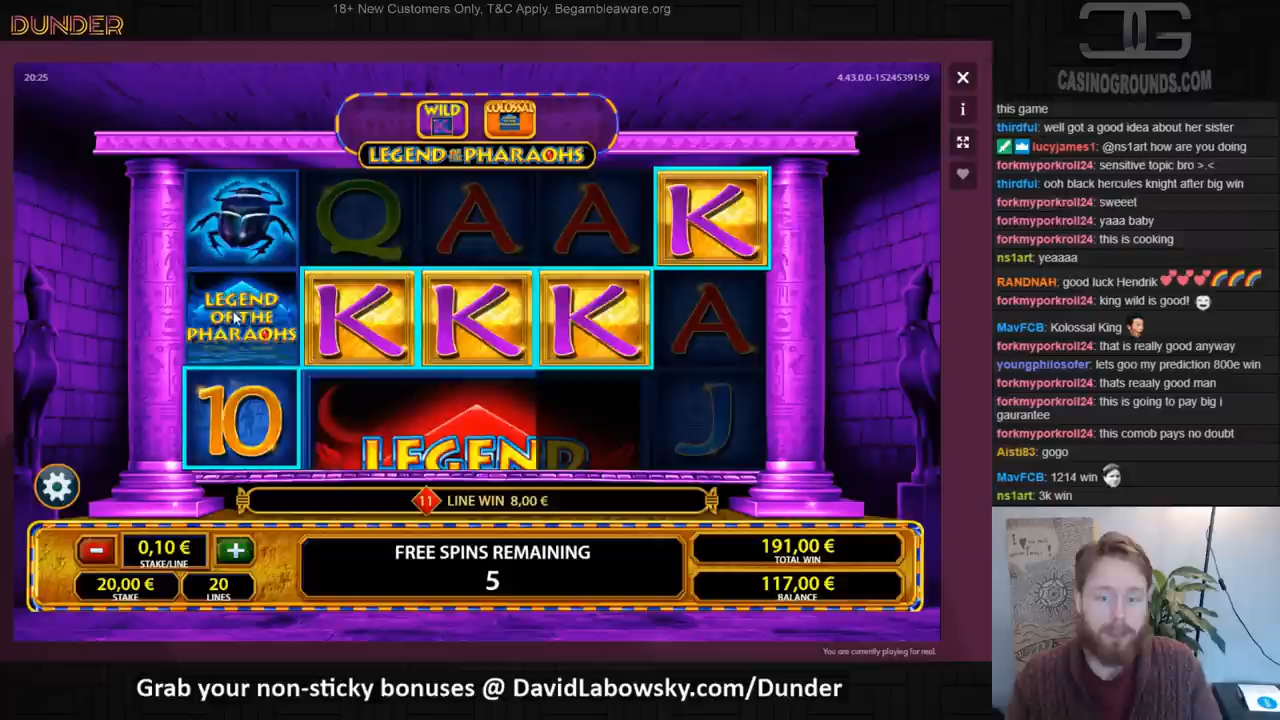 18+ New Customers Only, T&C Apply. Begambleaware.org
DUNDER
CASINOGROUNDS.COM
20:25
4.43.0.0-1524539159
WILD
COLOSSAL
LEGEND OF THE PHARAOHS
Q A A K
LEGEND
OF THE
PHARAOHS
K K K A
10
LEGEND
J
11 LINE WIN 8,00 €
0,10 €
STAKE/LINE
20,00 €
STAKE
20
LINES
FREE SPINS REMAINING
5
191,00 €
TOTAL WIN
117,00 €
BALANCE
You are currently playing for real.
Grab your non-sticky bonuses @ DavidLabowsky.com/Dunder
this game
thirdful: well got a good idea about her sister
lucyjames1: @ns1art how are you doing
forkmyporkroll24: sensitive topic bro >.<
thirdful: ooh black hercules knight after big win
forkmyporkroll24: sweeet
forkmyporkroll24: yaaa baby
forkmyporkroll24: this is cooking
ns1art: yeaaaa
RANDNAH: good luck Hendrik
forkmyporkroll24: king wild is good!
MavFCB: Kolossal King
forkmyporkroll24: that is really good anyway
youngphilosofer: lets goo my prediction 800e win
forkmyporkroll24: thats reaaly good man
forkmyporkroll24: this is going to pay big i
gaurantee
forkmyporkroll24: this comob pays no doubt
Aisti83: gogo
MavFCB: 1214 win
ns1art: 3k win